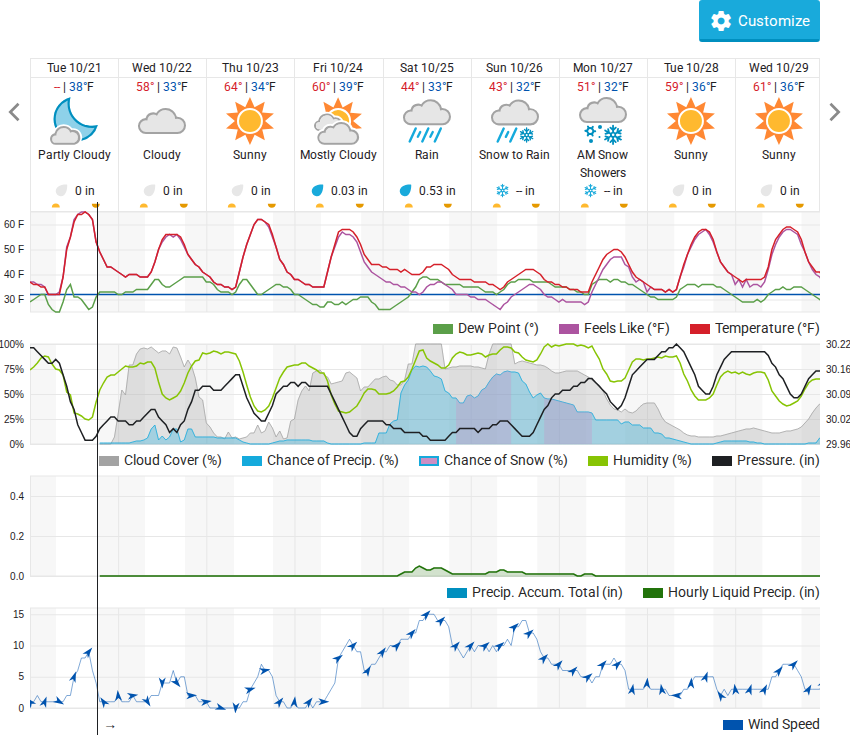 Customize
Tue 10/21 Wed 10/22 Thu 10/23 Fri 10/24 Sat 10/25 Sun 10/26 Mon 10/27 Tue 10/28 Wed 10/29
-- | 38°F 58° | 33°F 64° | 34°F 60° | 39°F 44° | 33°F 43° | 32°F 51° | 32°F 59° | 36°F 61° | 36°F
Partly Cloudy Cloudy Sunny Mostly Cloudy Rain Snow to Rain AM Snow Sunny Sunny
Showers
0 in 0 in 0 in 0.03 in 0.53 in -- in -- in 0 in 0 in
60 F
50 F
40 F
30 F
Dew Point (°) Feels Like (°F) Temperature (°F)
100% 30.22
75% 30.16
50% 30.09
25% 30.02
0% 29.96
Cloud Cover (%) Chance of Precip. (%) Chance of Snow (%) Humidity (%) Pressure. (in)
0.4
0.2
0.0
Precip. Accum. Total (in) Hourly Liquid Precip. (in)
15
10
5
0
→
Wind Speed